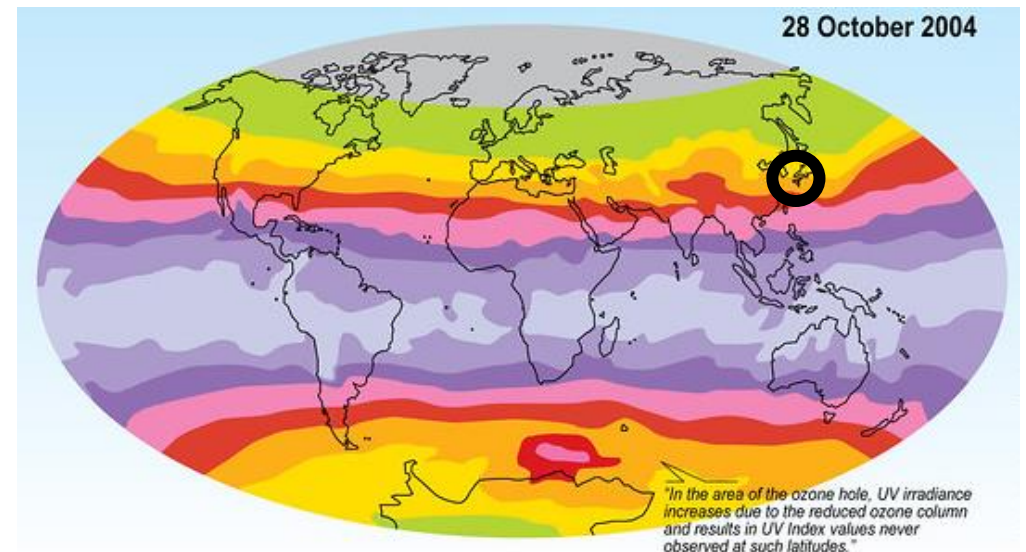 28 October 2004
"In the area of the ozone hole, UV irradiance
increases due to the reduced ozone column
and results in UV Index values never
observed at such latitudes."